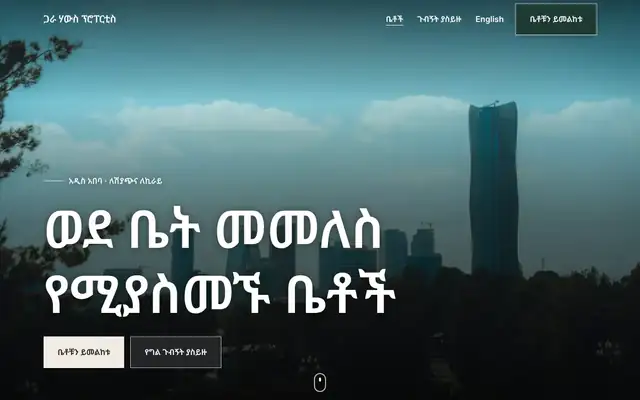 ጋራ ሃውስ ፕሮፐርቲስ
ቤቶች
ጉብኝት ያስይዙ
English
ቤቶቹን ይመልከቱ
አዲስ አበባ · ለሽያጭና ለኪራይ
ወደ ቤት መመለስ
የሚያስመኙ ቤቶች
ቤቶቹን ይመልከቱ
የግል ጉብኝት ያስይዙ